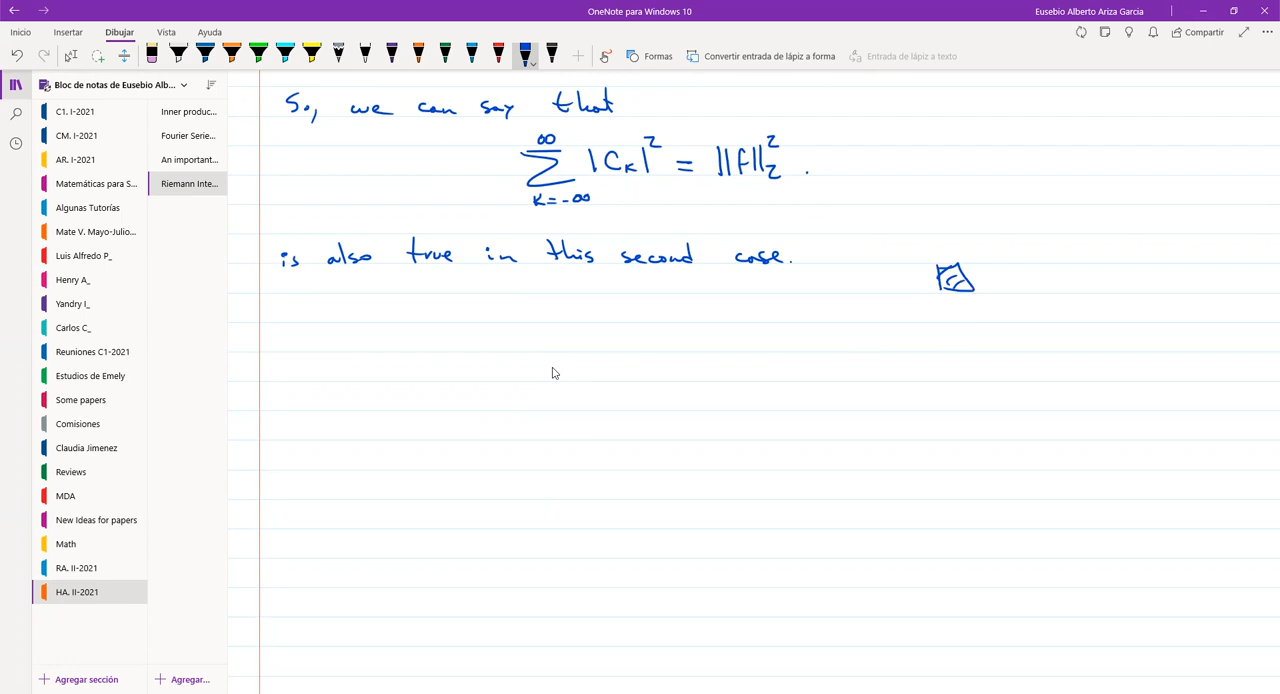 OneNote para Windows 10
Eusebio Alberto Ariza Garcia
Inicio
Insertar
Dibujar
Vista
Ayuda
Compartir
Formas
Convertir entrada de lápiz a forma
Entrada de lápiz a texto
Bloc de notas de Eusebio Alb...
C1. I-2021
CM. I-2021
AR. I-2021
Matemáticas para S...
Algunas Tutorías
Mate V. Mayo-Julio...
Luis Alfredo P_
Henry A_
Yandry I_
Carlos C_
Reuniones C1-2021
Estudios de Emely
Some papers
Comisiones
Claudia Jimenez
Reviews
MDA
New Ideas for papers
Math
RA. II-2021
HA. II-2021
Agregar sección
Inner produc...
Fourier Serie...
An important...
Riemann Inte...
Agregar...
So, we can say that
∑_{k=-∞}^{∞} |C_k|^2 = ||f||_2^2 .
is also true in this second case.